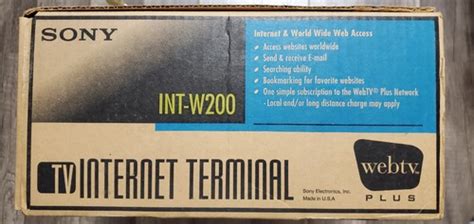 SONY
Internet & World Wide Web Access
• Access websites worldwide
• Send & receive E-mail
• Searching ability
• Bookmarking for favorite websites
• One simple subscription to the WebTV® Plus Network
- Local and/or long distance charge may apply
INT-W200
TV INTERNET TERMINAL
Sony Electronics, Inc.
Made in U.S.A
webtv
PLUS